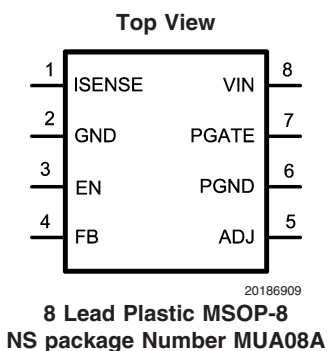 Top View
1 ISENSE VIN 8
2 GND PGATE 7
3 EN PGND 6
4 FB ADJ 5
20186909
8 Lead Plastic MSOP-8
NS package Number MUA08A